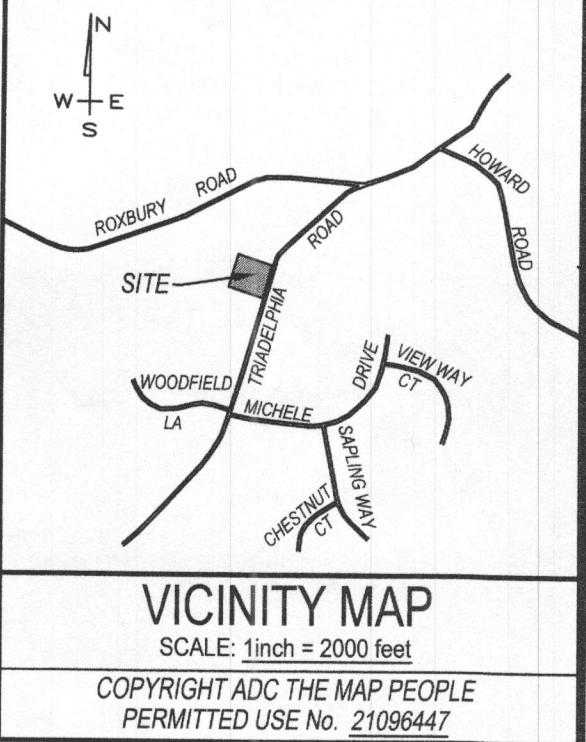 N
W E
S
ROXBURY ROAD
HOWARD ROAD
ROAD
SITE
TRIADELPHIA
WOODFIELD
LA
MICHELE
DRIVE
VIEW WAY
CT
SAPLING WAY
CHESTNUT
CT
VICINITY MAP
SCALE: 1inch = 2000 feet
COPYRIGHT ADC THE MAP PEOPLE
PERMITTED USE No. 21096447